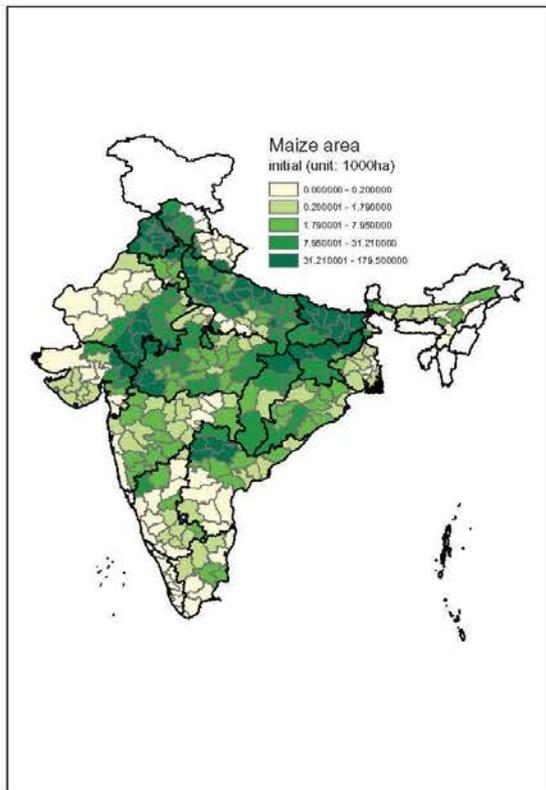 Maize area
initial (unit: 1000ha)
0.000000 - 0.200000
0.200001 - 1.790000
1.790001 - 7.950000
7.950001 - 31.210000
31.210001 - 179.500000